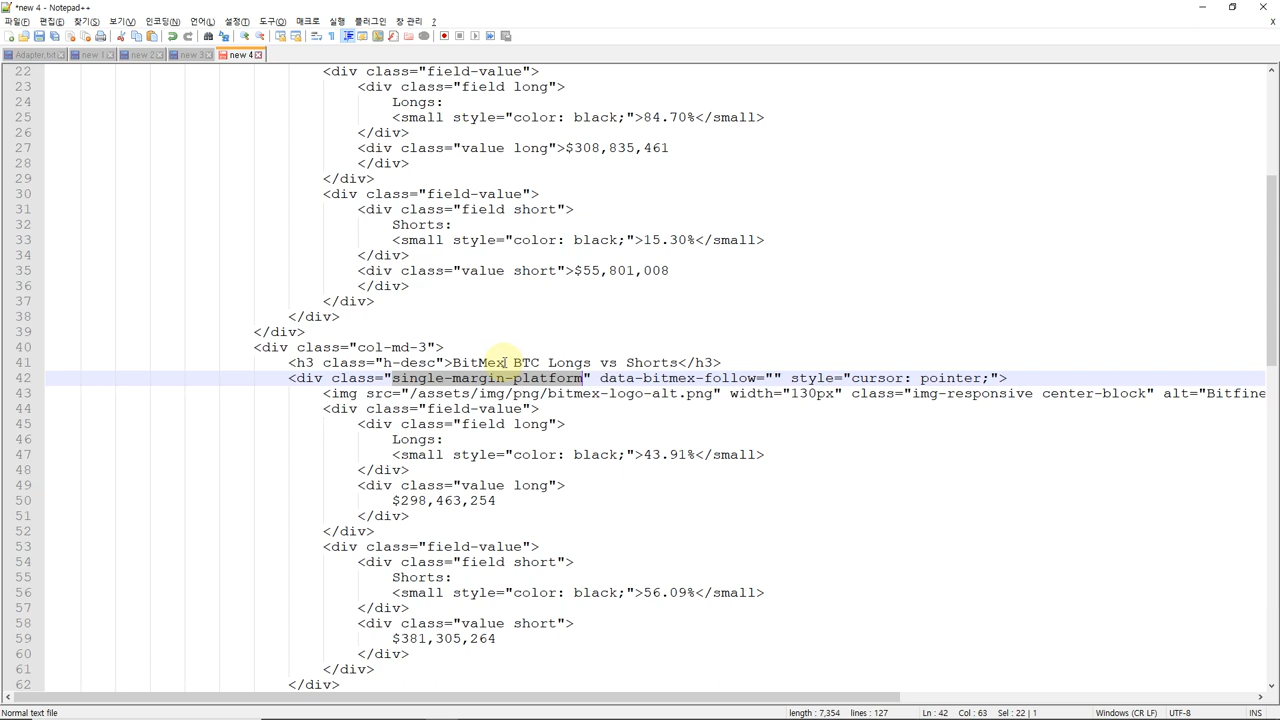 *new 4 - Notepad++
파일(F) 편집(E) 찾기(S) 보기(V) 인코딩(N) 언어(L) 설정(T) 도구(O) 매크로 실행 플러그인 창 관리 ? X
Adapter.txt new 1 new 2 new 3 new 4
22 <div class="field-value">
23 <div class="field long">
24 Longs:
25 <small style="color: black;">84.70%</small>
26 </div>
27 <div class="value long">$308,835,461
28 </div>
29 </div>
30 <div class="field-value">
31 <div class="field short">
32 Shorts:
33 <small style="color: black;">15.30%</small>
34 </div>
35 <div class="value short">$55,801,008
36 </div>
37 </div>
38 </div>
39 </div>
40 <div class="col-md-3">
41 <h3 class="h-desc">BitMex BTC Longs vs Shorts</h3>
42 <div class="single-margin-platform" data-bitmex-follow="" style="cursor: pointer;">
43 <img src="/assets/img/png/bitmex-logo-alt.png" width="130px" class="img-responsive center-block" alt="Bitfine
44 <div class="field-value">
45 <div class="field long">
46 Longs:
47 <small style="color: black;">43.91%</small>
48 </div>
49 <div class="value long">
50 $298,463,254
51 </div>
52 </div>
53 <div class="field-value">
54 <div class="field short">
55 Shorts:
56 <small style="color: black;">56.09%</small>
57 </div>
58 <div class="value short">
59 $381,305,264
60 </div>
61 </div>
62 </div>
Normal text file length : 7,354 lines : 127 Ln : 42 Col : 63 Sel : 22 | 1 Windows (CR LF) UTF-8 INS